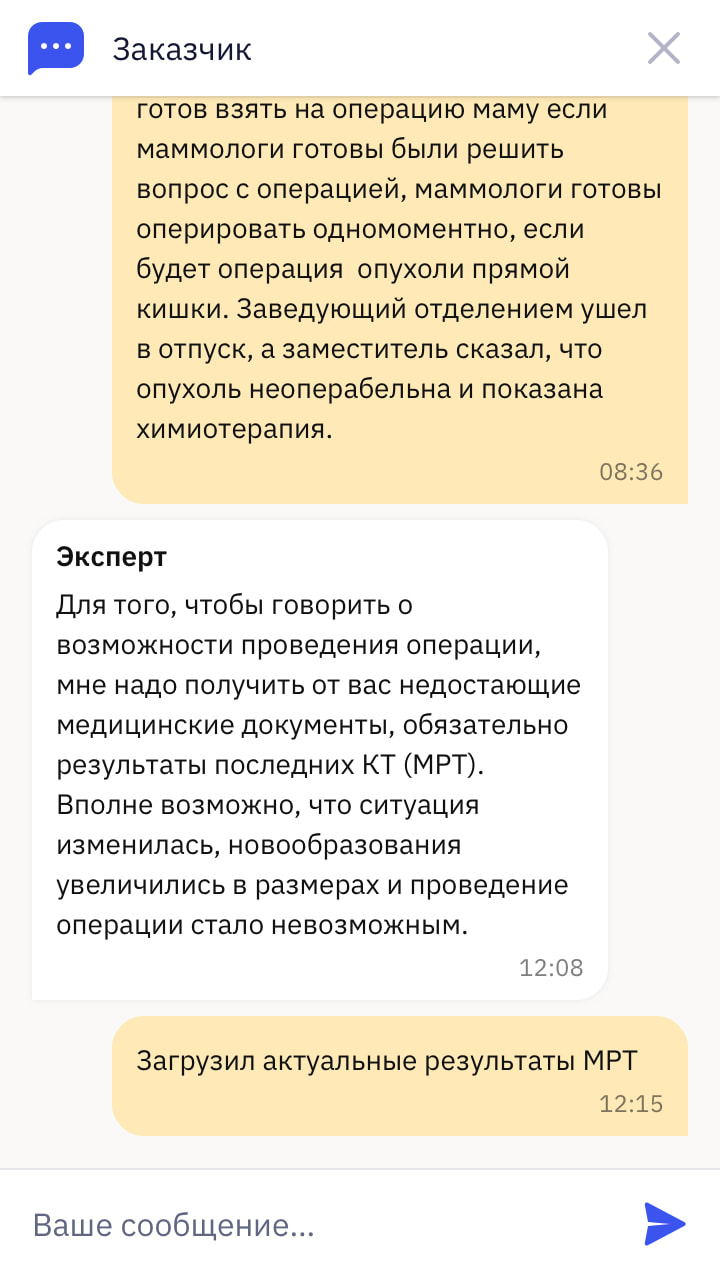 Заказчик
готов взять на операцию маму если
маммологи готовы были решить
вопрос с операцией, маммологи готовы
оперировать одномоментно, если
будет операция  опухоли прямой
кишки. Заведующий отделением ушел
в отпуск, а заместитель сказал, что
опухоль неоперабельна и показана
химиотерапия.
08:36
Эксперт
Для того, чтобы говорить о
возможности проведения операции,
мне надо получить от вас недостающие
медицинские документы, обязательно
результаты последних КТ (МРТ).
Вполне возможно, что ситуация
изменилась, новообразования
увеличились в размерах и проведение
операции стало невозможным.
12:08
Загрузил актуальные результаты МРТ
12:15
Ваше сообщение...